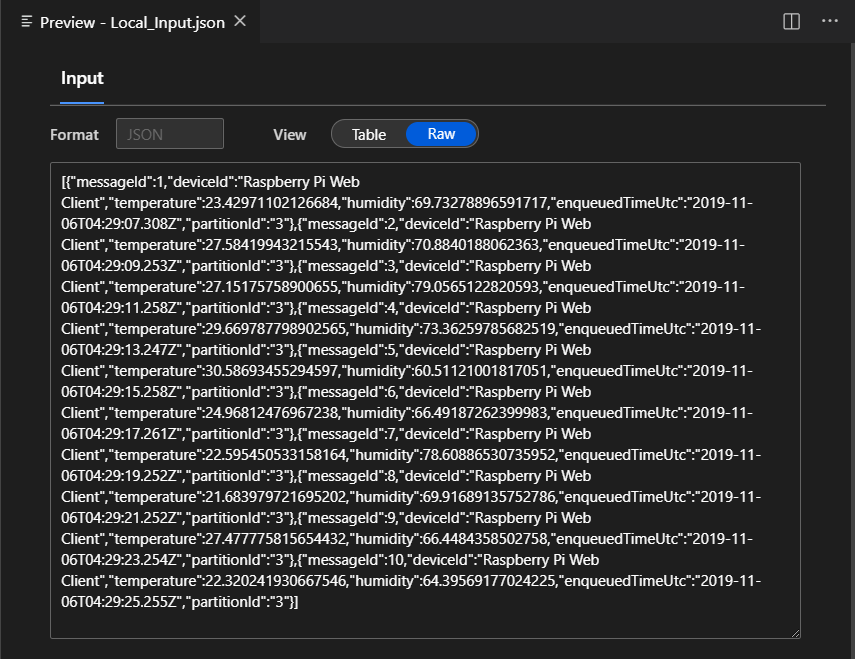 Preview - Local_Input.json
Input
Format JSON View Table Raw
[{"messageId":1,"deviceId":"Raspberry Pi Web
Client","temperature":23.42971102126684,"humidity":69.73278896591717,"enqueuedTimeUtc":"2019-11-
06T04:29:07.308Z","partitionId":"3"},{"messageId":2,"deviceId":"Raspberry Pi Web
Client","temperature":27.58419943215543,"humidity":70.8840188062363,"enqueuedTimeUtc":"2019-11-
06T04:29:09.253Z","partitionId":"3"},{"messageId":3,"deviceId":"Raspberry Pi Web
Client","temperature":27.15175758900655,"humidity":79.0565122820593,"enqueuedTimeUtc":"2019-11-
06T04:29:11.258Z","partitionId":"3"},{"messageId":4,"deviceId":"Raspberry Pi Web
Client","temperature":29.669787798902565,"humidity":73.36259785682519,"enqueuedTimeUtc":"2019-11-
06T04:29:13.247Z","partitionId":"3"},{"messageId":5,"deviceId":"Raspberry Pi Web
Client","temperature":30.58693455294597,"humidity":60.51121001817051,"enqueuedTimeUtc":"2019-11-
06T04:29:15.258Z","partitionId":"3"},{"messageId":6,"deviceId":"Raspberry Pi Web
Client","temperature":24.96812476967238,"humidity":66.49187262399983,"enqueuedTimeUtc":"2019-11-
06T04:29:17.261Z","partitionId":"3"},{"messageId":7,"deviceId":"Raspberry Pi Web
Client","temperature":22.595450533158164,"humidity":78.60886530735952,"enqueuedTimeUtc":"2019-11-
06T04:29:19.252Z","partitionId":"3"},{"messageId":8,"deviceId":"Raspberry Pi Web
Client","temperature":21.683979721695202,"humidity":69.91689135752786,"enqueuedTimeUtc":"2019-11-
06T04:29:21.252Z","partitionId":"3"},{"messageId":9,"deviceId":"Raspberry Pi Web
Client","temperature":27.477775815654432,"humidity":66.4484358502758,"enqueuedTimeUtc":"2019-11-
06T04:29:23.254Z","partitionId":"3"},{"messageId":10,"deviceId":"Raspberry Pi Web
Client","temperature":22.320241930667546,"humidity":64.39569177024225,"enqueuedTimeUtc":"2019-11-
06T04:29:25.255Z","partitionId":"3"}]